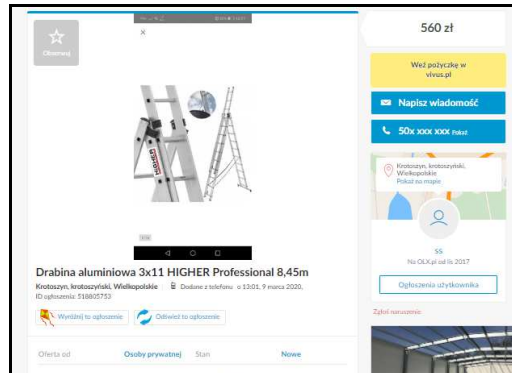 Obserwuj
HIGHER
560 zł
Weź pożyczkę w
vivus.pl
Napisz wiadomość
50x xxx xxx Pokaż
Krotoszyn, krotoszyński,
Wielkopolskie
Pokaż na mapie
ss
Na OLX.pl od lis 2017
Ogłoszenia użytkownika
Zgłoś naruszenie
Drabina aluminiowa 3x11 HIGHER Professional 8,45m
Krotoszyn, krotoszyński, Wielkopolskie Dodane z telefonu o 13:01, 9 marca 2020,
ID ogłoszenia: 518805753
Wyróżnij to ogłoszenie Odśwież to ogłoszenie
Oferta od Osoby prywatnej Stan Nowe